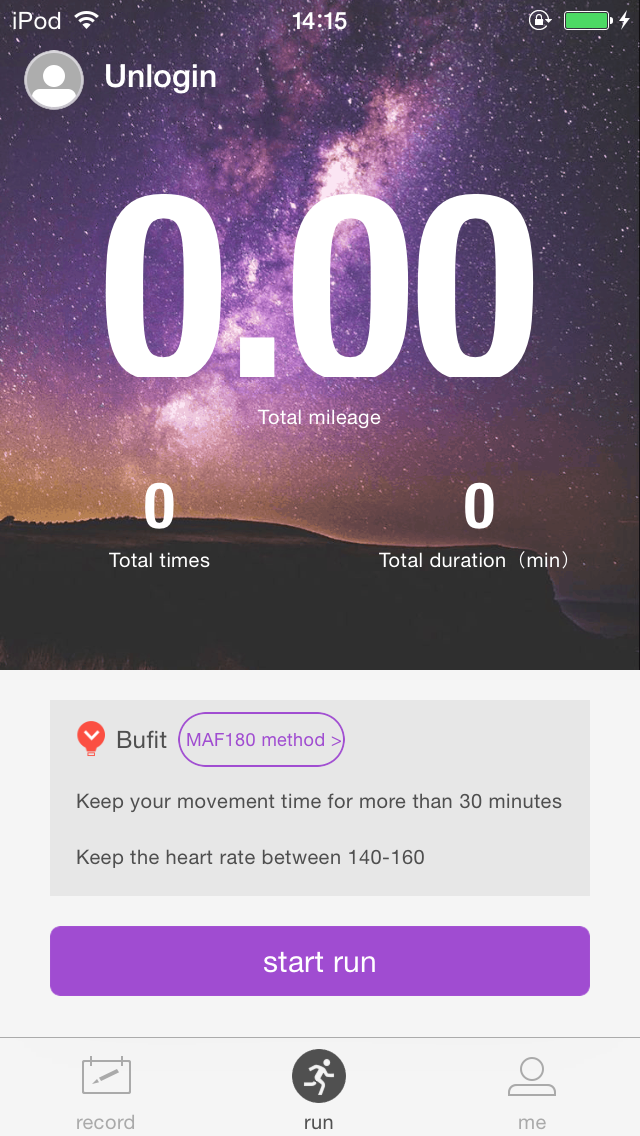 iPod 14:15
Unlogin
0.00
Total mileage
0 0
Total times Total duration（min）
Bufit MAF180 method >
Keep your movement time for more than 30 minutes
Keep the heart rate between 140-160
start run
record run me